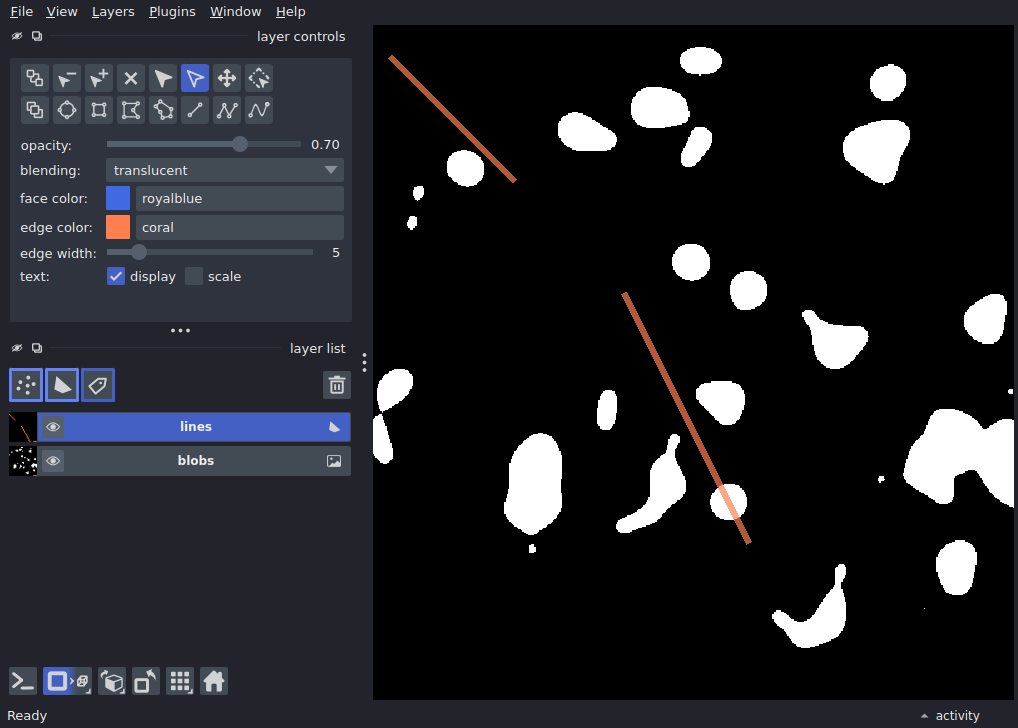 File View Layers Plugins Window Help
layer controls
opacity: 0.70
blending: translucent
face color: royalblue
edge color: coral
edge width: 5
text: display scale
layer list
lines
blobs
Ready activity